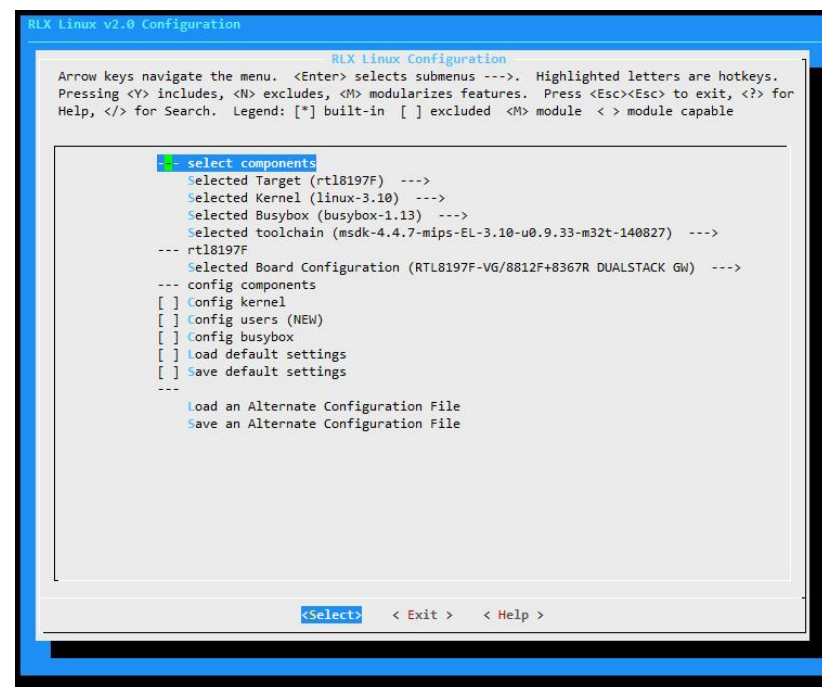 RLX Linux v2.0 Configuration
RLX Linux Configuration
Arrow keys navigate the menu. <Enter> selects submenus --->. Highlighted letters are hotkeys.
Pressing <Y> includes, <N> excludes, <M> modularizes features. Press <Esc><Esc> to exit, <?> for
Help, </> for Search. Legend: [*] built-in [ ] excluded <M> module < > module capable
--- select components
Selected Target (rtl8197F) --->
Selected Kernel (linux-3.10) --->
Selected Busybox (busybox-1.13) --->
Selected toolchain (msdk-4.4.7-mips-EL-3.10-u0.9.33-m32t-140827) --->
--- rtl8197F
Selected Board Configuration (RTL8197F-VG/8812F+8367R DUALSTACK GW) --->
--- config components
[ ] Config kernel
[ ] Config users (NEW)
[ ] Config busybox
[ ] Load default settings
[ ] Save default settings
---
Load an Alternate Configuration File
Save an Alternate Configuration File
<Select> < Exit > < Help >